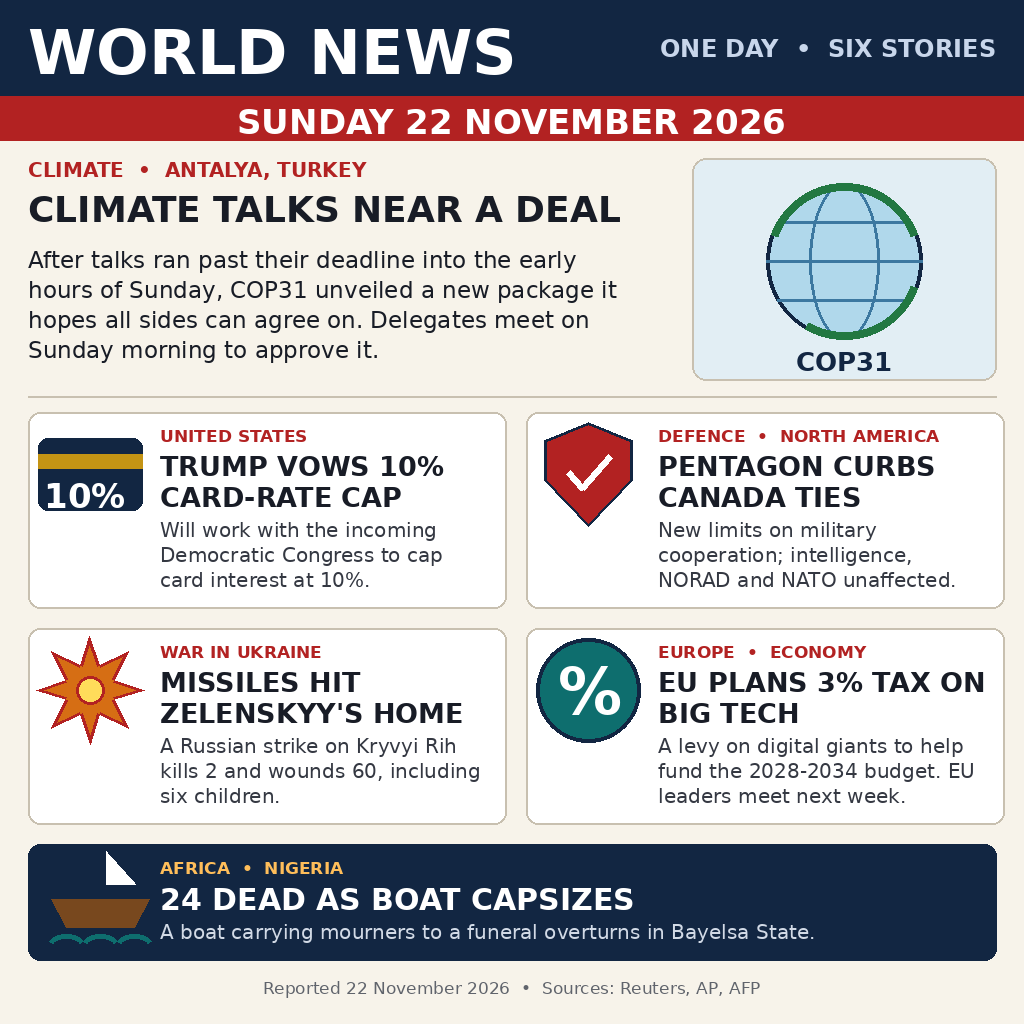 WORLD NEWS
ONE DAY • SIX STORIES
SUNDAY 22 NOVEMBER 2026
CLIMATE • ANTALYA, TURKEY
CLIMATE TALKS NEAR A DEAL
After talks ran past their deadline into the early
hours of Sunday, COP31 unveiled a new package it
hopes all sides can agree on. Delegates meet on
Sunday morning to approve it.
COP31
10%
UNITED STATES
TRUMP VOWS 10%
CARD-RATE CAP
Will work with the incoming
Democratic Congress to cap
card interest at 10%.
DEFENCE • NORTH AMERICA
PENTAGON CURBS
CANADA TIES
New limits on military
cooperation; intelligence,
NORAD and NATO unaffected.
WAR IN UKRAINE
MISSILES HIT
ZELENSKYY'S HOME
A Russian strike on Kryvyi Rih
kills 2 and wounds 60, including
six children.
%
EUROPE • ECONOMY
EU PLANS 3% TAX ON
BIG TECH
A levy on digital giants to help
fund the 2028-2034 budget. EU
leaders meet next week.
AFRICA • NIGERIA
24 DEAD AS BOAT CAPSIZES
A boat carrying mourners to a funeral overturns in Bayelsa State.
Reported 22 November 2026 • Sources: Reuters, AP, AFP